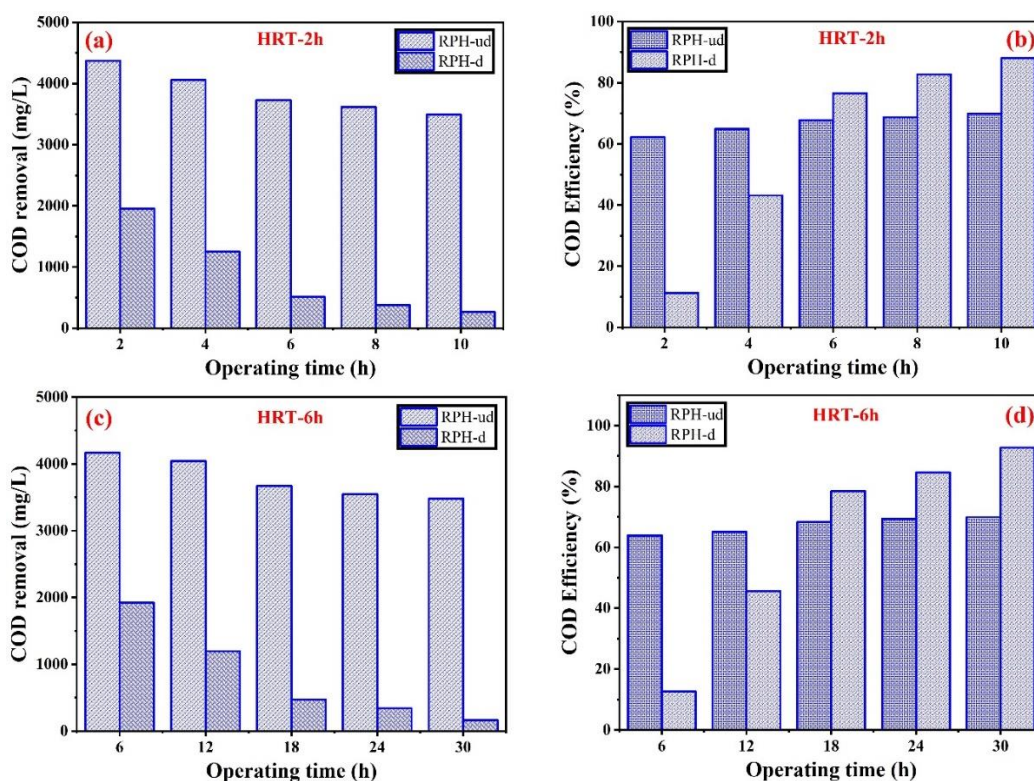 (a)
HRT-2h
RPH-ud
RPH-d
COD removal (mg/L)
5000
4000
3000
2000
1000
0
2 4 6 8 10
Operating time (h)
(b)
HRT-2h
RPH-ud
RPH-d
COD Efficiency (%)
100
80
60
40
20
0
2 4 6 8 10
Operating time (h)
(c)
HRT-6h
RPH-ud
RPH-d
COD removal (mg/L)
5000
4000
3000
2000
1000
0
6 12 18 24 30
Operating time (h)
(d)
HRT-6h
RPH-ud
RPH-d
COD Efficiency (%)
100
80
60
40
20
0
6 12 18 24 30
Operating time (h)